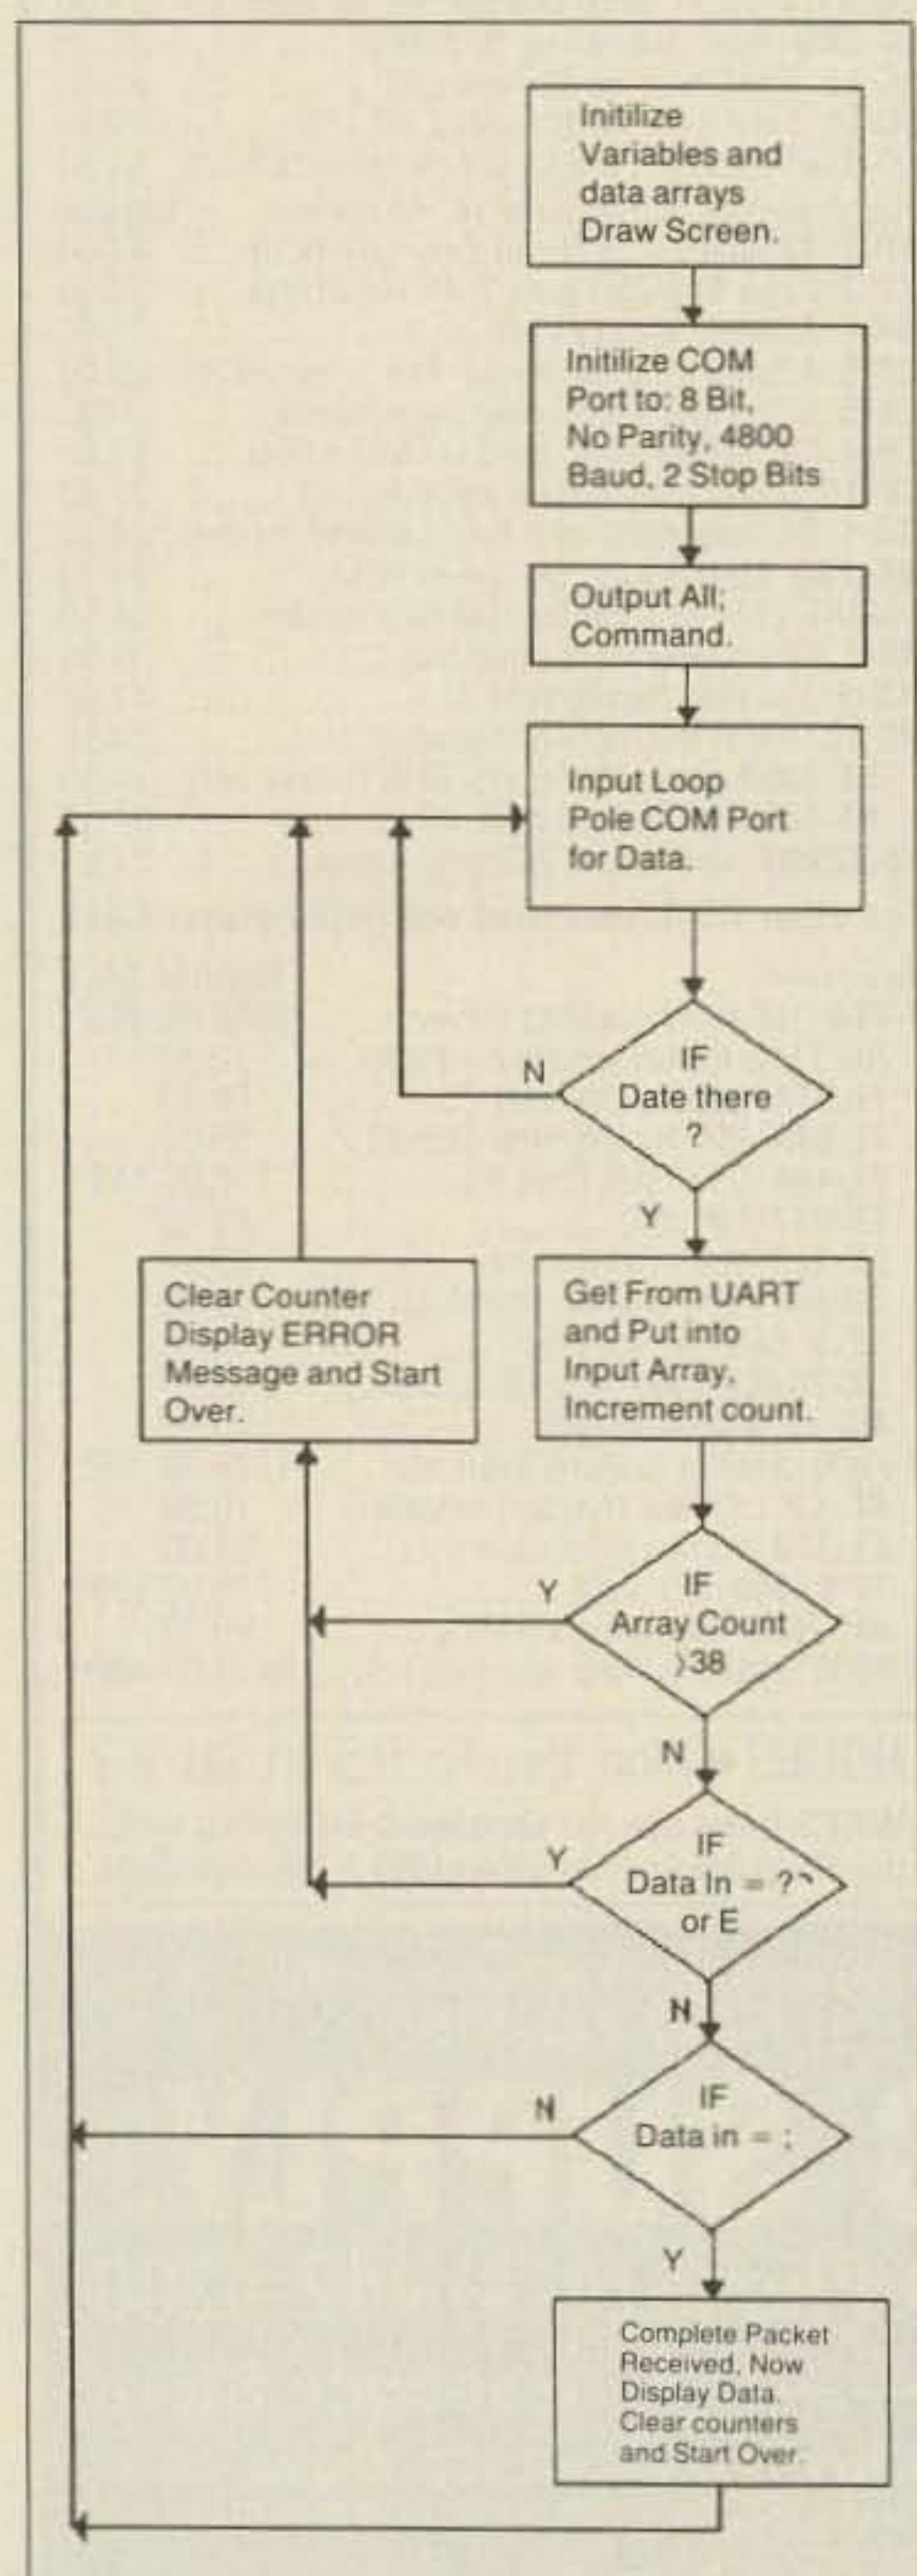 Initilize
Variables and
data arrays
Draw Screen.
Initilize COM
Port to: 8 Bit,
No Parity, 4800
Baud, 2 Stop Bits
Output All;
Command.
Input Loop
Pole COM Port
for Data.
IF
Date there
?
N
Y
Clear Counter
Display ERROR
Message and Start
Over.
Get From UART
and Put into
Input Array,
Increment count.
IF
Array Count
>38
Y
N
IF
Data In = ?
or E
Y
N
IF
Data in = ;
N
Y
Complete Packet
Received, Now
Display Data.
Clear counters
and Start Over.